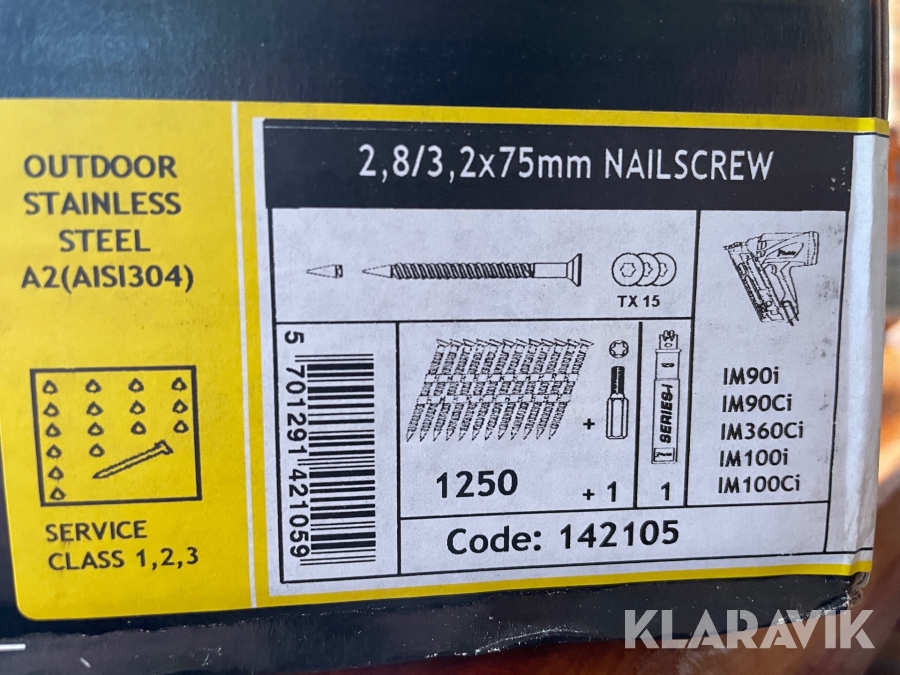 OUTDOOR
STAINLESS
STEEL
A2(AISI304)
SERVICE
CLASS 1,2,3
2,8/3,2x75mm NAILSCREW
TX 15
5 701291 421059
1250
+
+ 1
SERIES-i
1
IM90i
IM90Ci
IM360Ci
IM100i
IM100Ci
Code: 142105
KLARAVIK